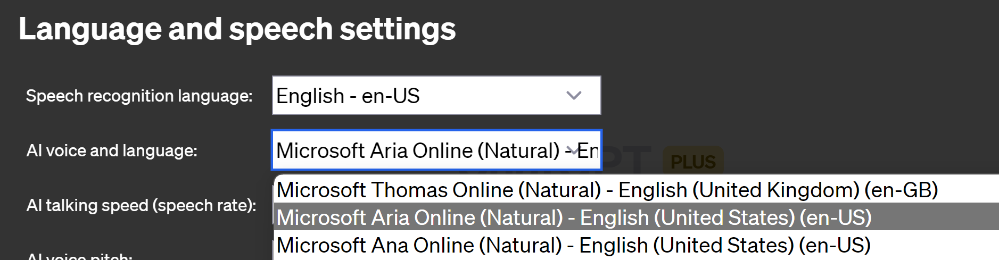 Language and speech settings
Speech recognition language:
English - en-US
AI voice and language:
Microsoft Aria Online (Natural) - En
PT PLUS
Microsoft Thomas Online (Natural) - English (United Kingdom) (en-GB)
AI talking speed (speech rate):
Microsoft Aria Online (Natural) - English (United States) (en-US)
Microsoft Ana Online (Natural) - English (United States) (en-US)
AI voice pitch: